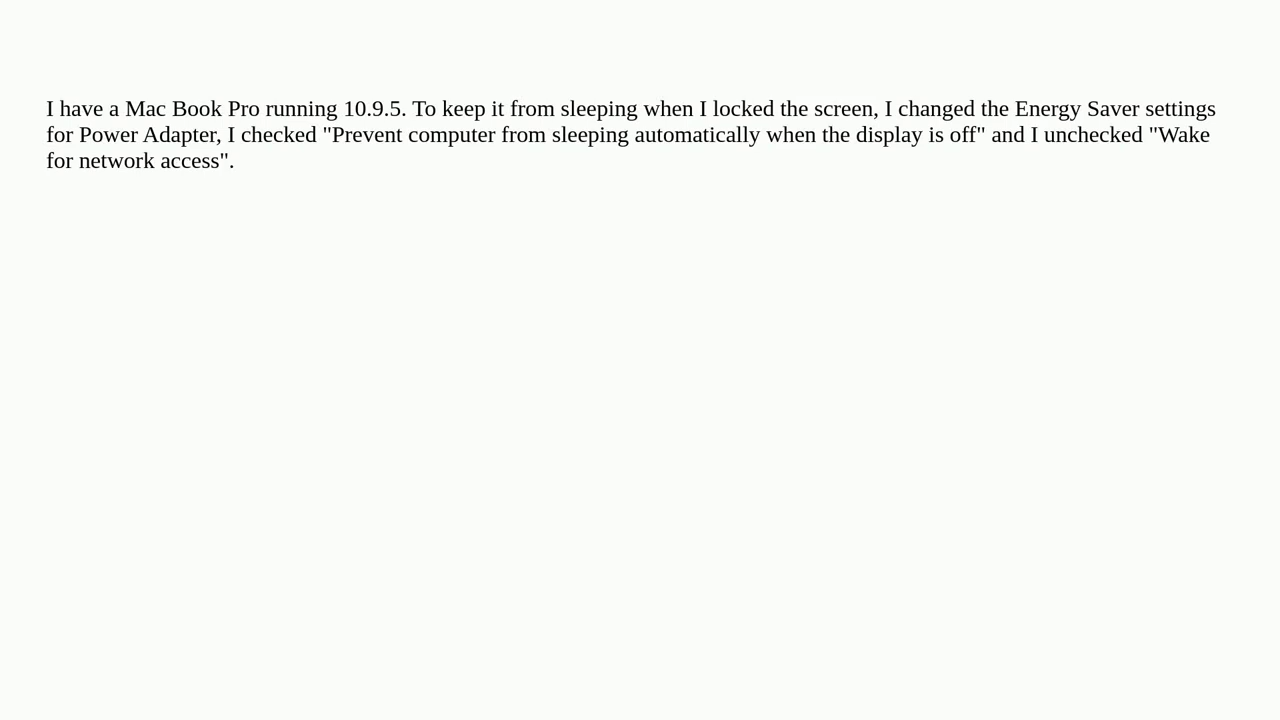 I have a Mac Book Pro running 10.9.5. To keep it from sleeping when I locked the screen, I changed the Energy Saver settings
for Power Adapter, I checked "Prevent computer from sleeping automatically when the display is off" and I unchecked "Wake
for network access".